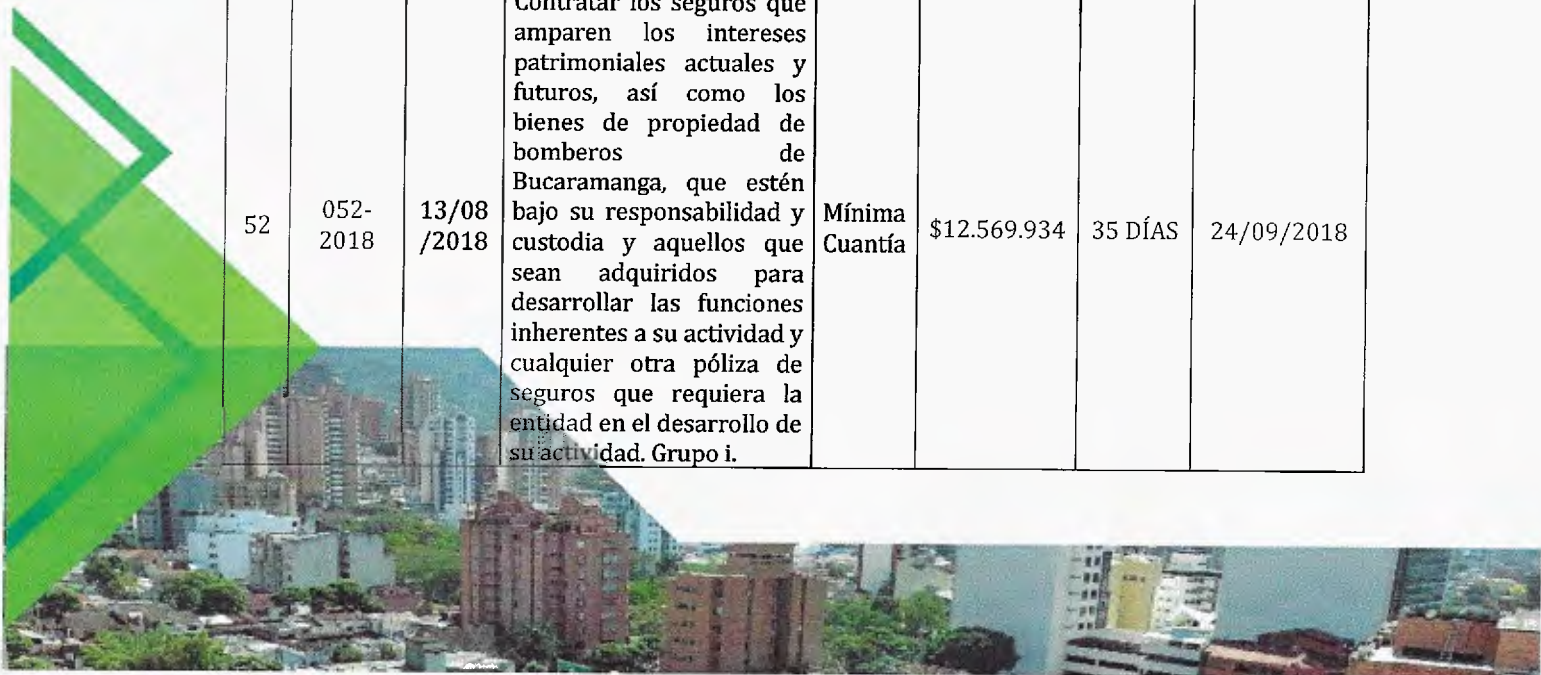 Contratar los seguros que
amparen los intereses
patrimoniales actuales y
futuros, así como los
bienes de propiedad de
bomberos de
Bucaramanga, que estén
bajo su responsabilidad y
custodia y aquellos que
sean adquiridos para
desarrollar las funciones
inherentes a su actividad y
cualquier otra póliza de
seguros que requiera la
entidad en el desarrollo de
su actividad. Grupo i.
52
052-
2018
13/08
/2018
Mínima
Cuantía
$12.569.934
35 DÍAS
24/09/2018